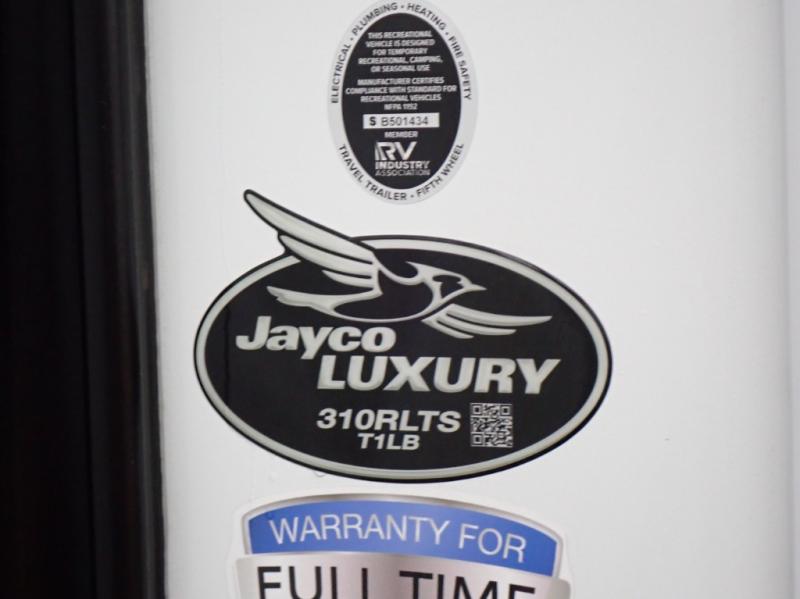 ELECTRICAL • PLUMBING • HEATING • FIRE SAFETY
THIS RECREATIONAL
VEHICLE IS DESIGNED
FOR TEMPORARY
RECREATIONAL, CAMPING,
OR SEASONAL USE
MANUFACTURER CERTIFIES
COMPLIANCE WITH STANDARD FOR
RECREATIONAL VEHICLES
NFPA 1192
S B501434
MEMBER
RV
INDUSTRY
ASSOCIATION
TRAVEL TRAILER • FIFTH WHEEL
Jayco
LUXURY
310RLTS
T1LB
WARRANTY FOR
FULL TIME